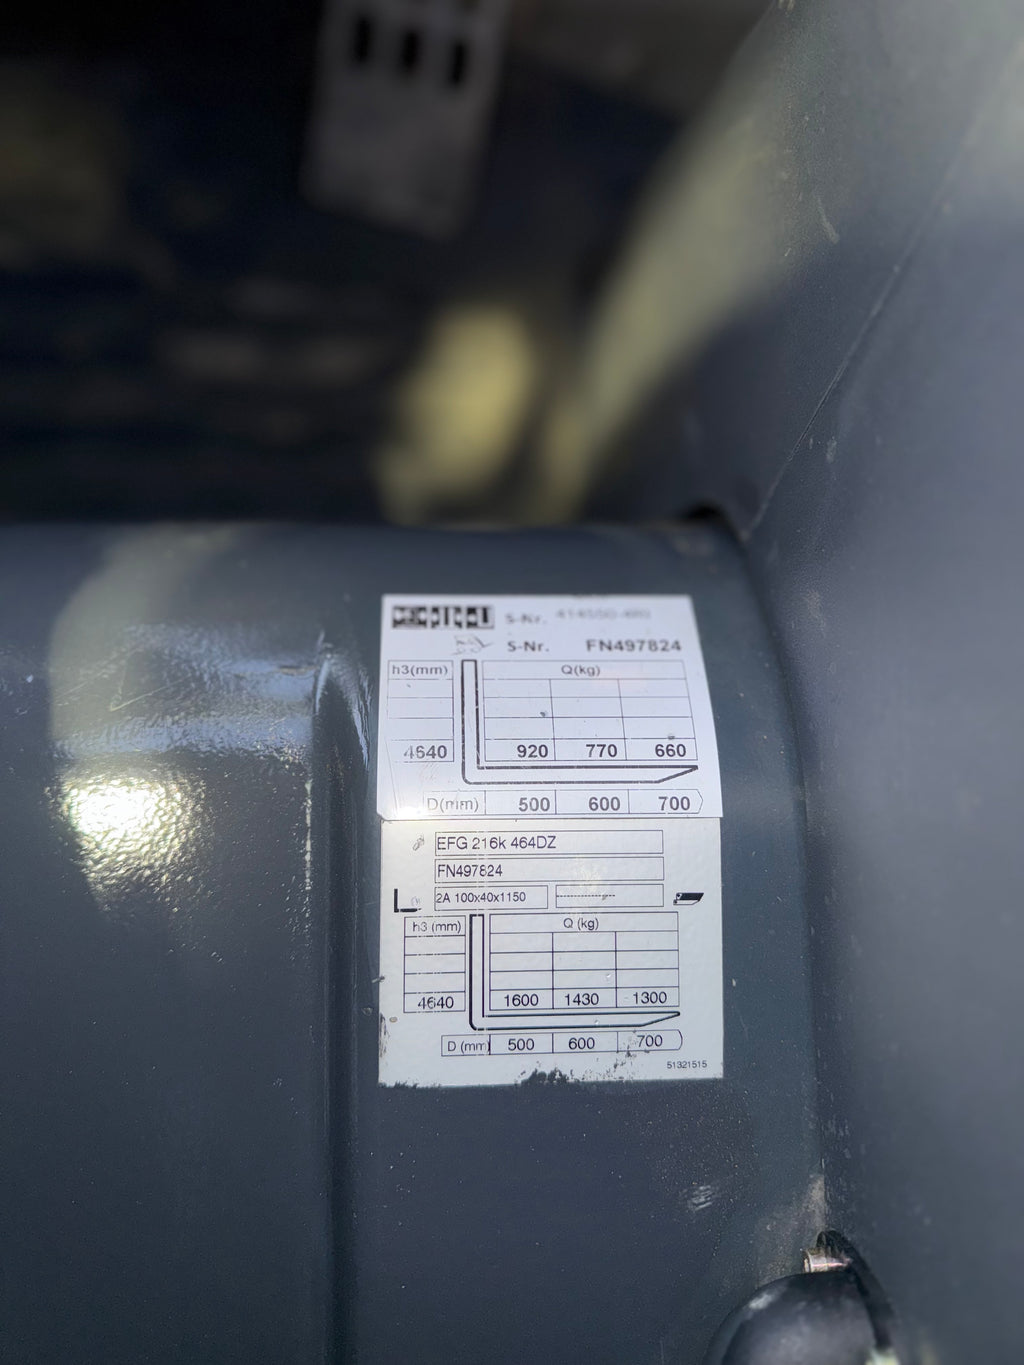 S-Nr.
S-Nr. FN497824
h3(mm) Q(kg)
4640 920 770 660
D(mm) 500 600 700
EFG 216k 464DZ
FN497824
2A 100x40x1150
h3 (mm) Q (kg)
4640 1600 1430 1300
D (mm) 500 600 700
51321515